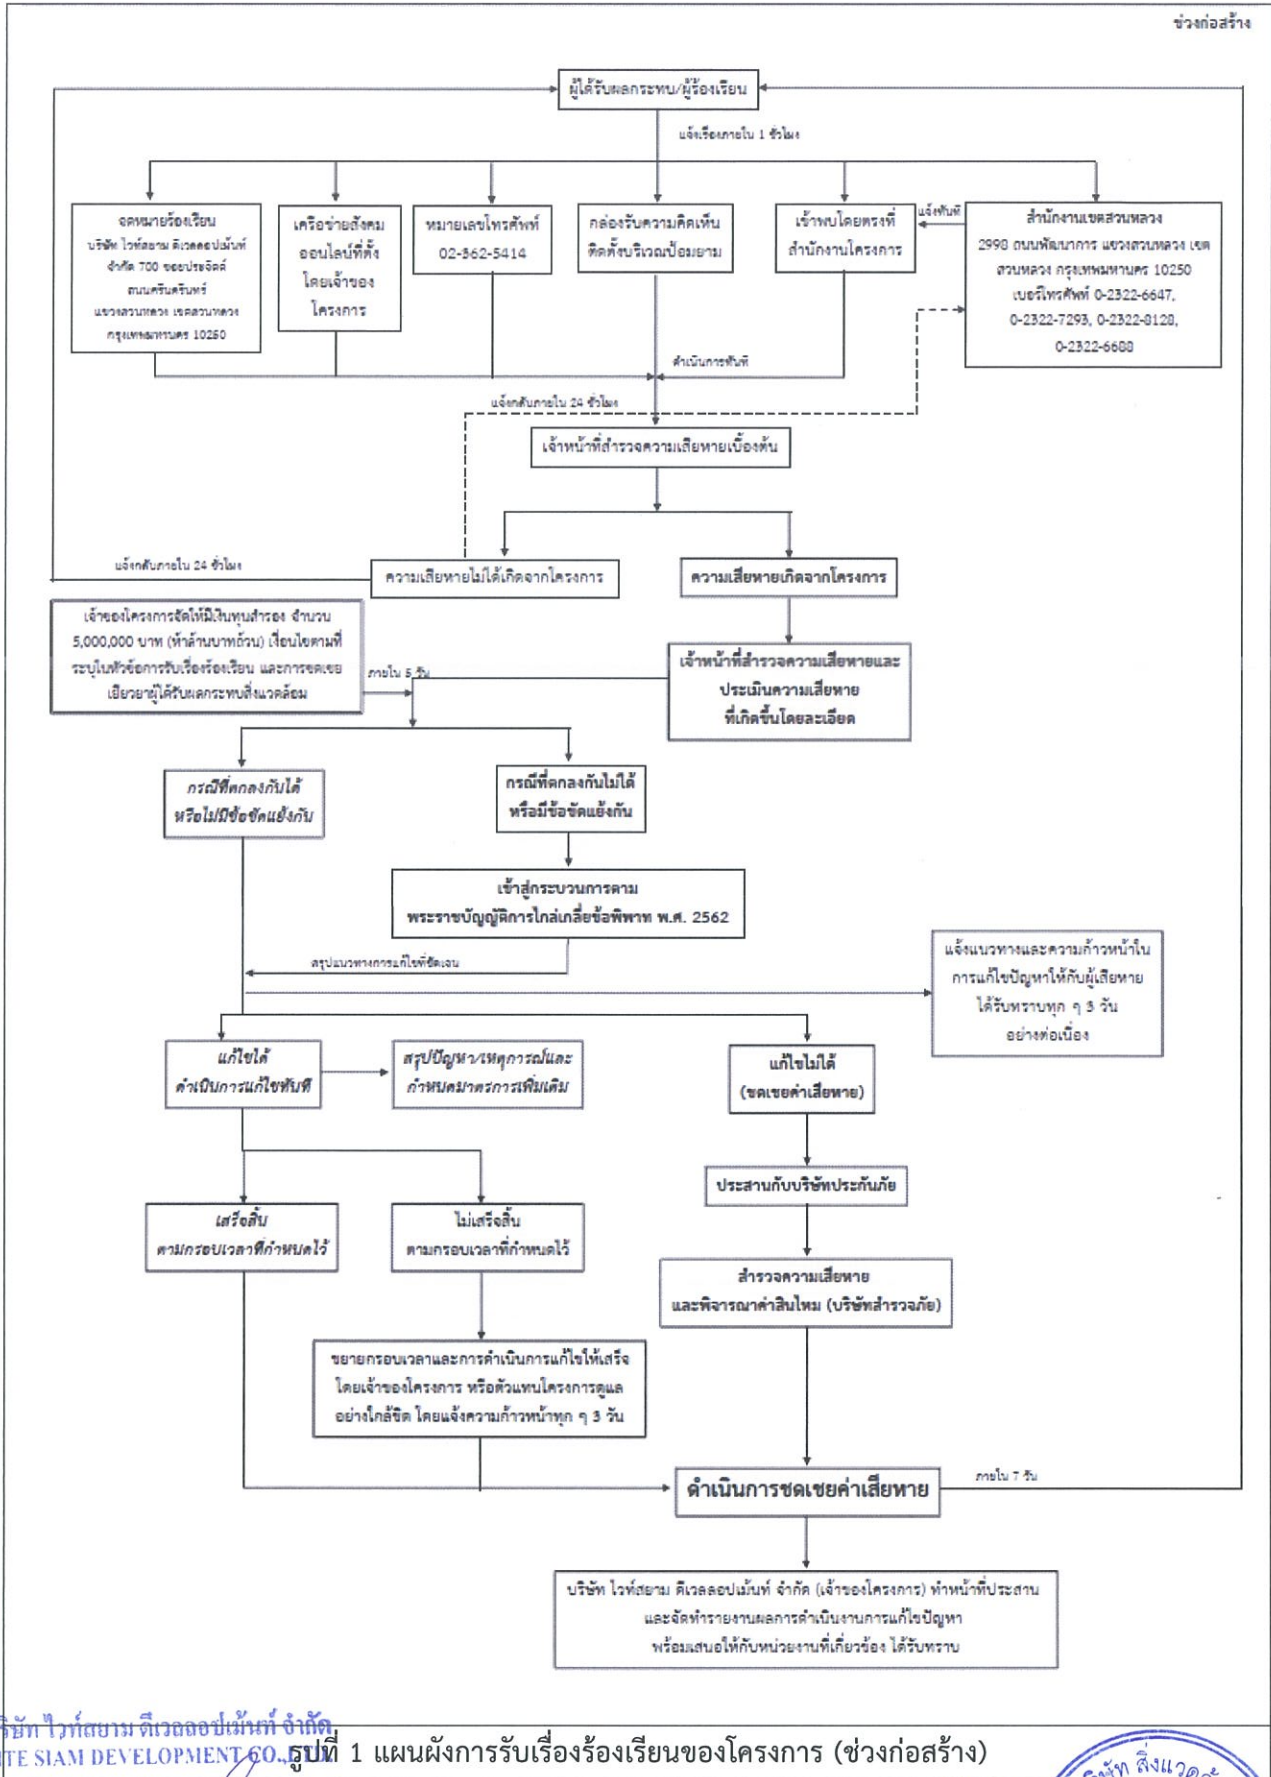 ช่วงก่อสร้าง
ผู้ได้รับผลกระทบ/ผู้ร้องเรียน
แจ้งเรื่องภายใน 1 ชั่วโมง
จดหมายร้องเรียน
บริษัท ไวท์สยาม ดีเวลลอปเม้นท์
จำกัด 700 ซอยประจิตต์
ถนนศรีนครินทร์
แขวงสวนหลวง เขตสวนหลวง
กรุงเทพมหานคร 10250
เครือข่ายสังคม
ออนไลน์ที่ตั้ง
โดยเจ้าของ
โครงการ
หมายเลขโทรศัพท์
02-362-5414
กล่องรับความคิดเห็น
ติดตั้งบริเวณป้อมยาม
เข้าพบโดยตรงที่
สำนักงานโครงการ
แจ้งทันที
สำนักงานเขตสวนหลวง
2998 ถนนพัฒนาการ แขวงสวนหลวง เขต
สวนหลวง กรุงเทพมหานคร 10250
เบอร์โทรศัพท์ 0-2322-6647,
0-2322-7293, 0-2322-8128,
0-2322-6688
ดำเนินการทันที
แจ้งกลับภายใน 24 ชั่วโมง
เจ้าหน้าที่สำรวจความเสียหายเบื้องต้น
แจ้งกลับภายใน 24 ชั่วโมง
ความเสียหายไม่ได้เกิดจากโครงการ
ความเสียหายเกิดจากโครงการ
เจ้าของโครงการจัดให้มีเงินทุนสำรอง จำนวน
5,000,000 บาท (ห้าล้านบาทถ้วน) เงื่อนไขตามที่
ระบุในหัวข้อการรับเรื่องร้องเรียน และการชดเชย
เยียวยาผู้ได้รับผลกระทบสิ่งแวดล้อม
ภายใน 5 วัน
เจ้าหน้าที่สำรวจความเสียหายและ
ประเมินความเสียหาย
ที่เกิดขึ้นโดยละเอียด
กรณีที่ตกลงกันได้
หรือไม่มีข้อขัดแย้งกัน
กรณีที่ตกลงกันไม่ได้
หรือมีข้อขัดแย้งกัน
เข้าสู่กระบวนการตาม
พระราชบัญญัติการไกล่เกลี่ยข้อพิพาท พ.ศ. 2562
สรุปแนวทางการแก้ไขที่ชัดเจน
แจ้งแนวทางและความก้าวหน้าใน
การแก้ไขปัญหาให้กับผู้เสียหาย
ได้รับทราบทุก ๆ 3 วัน
อย่างต่อเนื่อง
แก้ไขได้
ดำเนินการแก้ไขทันที
สรุปปัญหา/เหตุการณ์และ
กำหนดมาตรการเพิ่มเติม
แก้ไขไม่ได้
(ชดเชยค่าเสียหาย)
ประสานกับบริษัทประกันภัย
เสร็จสิ้น
ตามกรอบเวลาที่กำหนดไว้
ไม่เสร็จสิ้น
ตามกรอบเวลาที่กำหนดไว้
สำรวจความเสียหาย
และพิจารณาค่าสินไหม (บริษัทสำรวจภัย)
ขยายกรอบเวลาและการดำเนินการแก้ไขให้เสร็จ
โดยเจ้าของโครงการ หรือตัวแทนโครงการดูแล
อย่างใกล้ชิด โดยแจ้งความก้าวหน้าทุก ๆ 3 วัน
ดำเนินการชดเชยค่าเสียหาย
ภายใน 7 วัน
บริษัท ไวท์สยาม ดีเวลลอปเม้นท์ จำกัด (เจ้าของโครงการ) ทำหน้าที่ประสาน
และจัดทำรายงานผลการดำเนินงานการแก้ไขปัญหา
พร้อมเสนอให้กับหน่วยงานที่เกี่ยวข้อง ได้รับทราบ
ไวท์สยาม ดีเวลลอปเม้นท์ จำกัด
SIAM DEVELOPMENT CO.,
รูปที่ 1 แผนผังการรับเรื่องร้องเรียนของโครงการ (ช่วงก่อสร้าง)